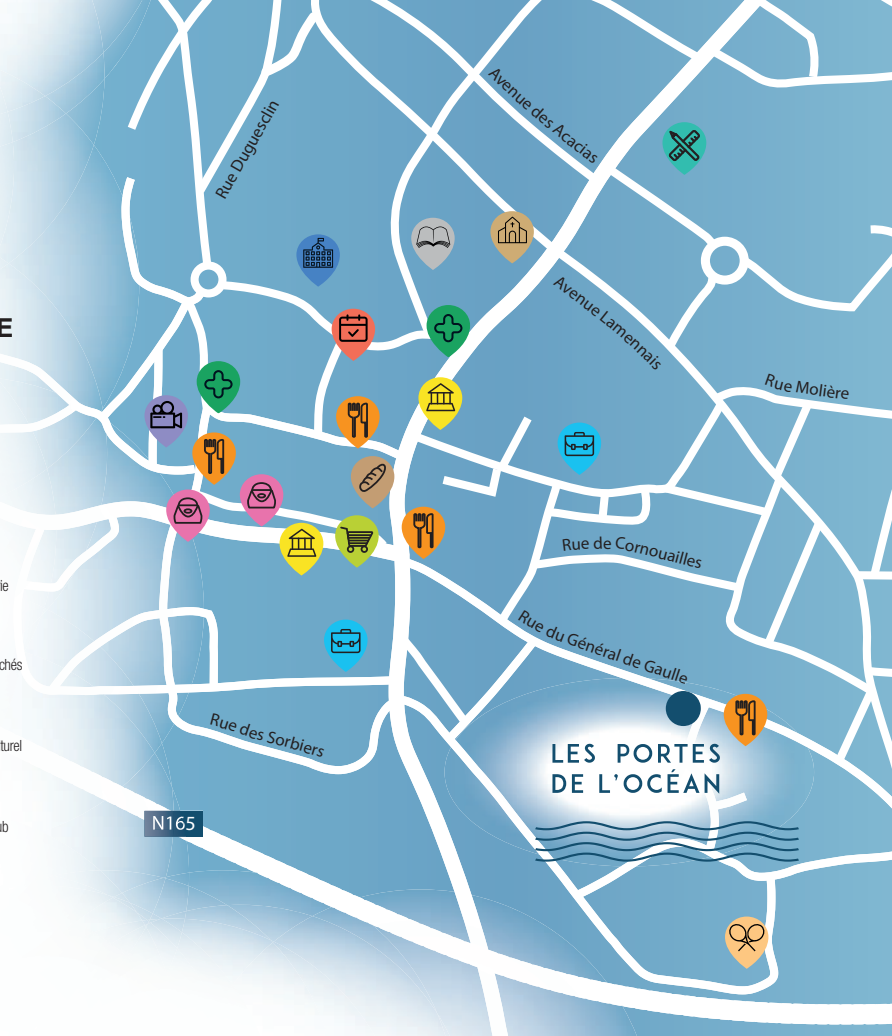 Avenue des Acacias
Rue Duguesclin
Avenue Lamennais
E
Rue Molière
Rue de Cornouailles
rie
Rue du Général de Gaulle
chés
Rue des Sorbiers
turel
LES PORTES
DE L'OCÉAN
N165
ub